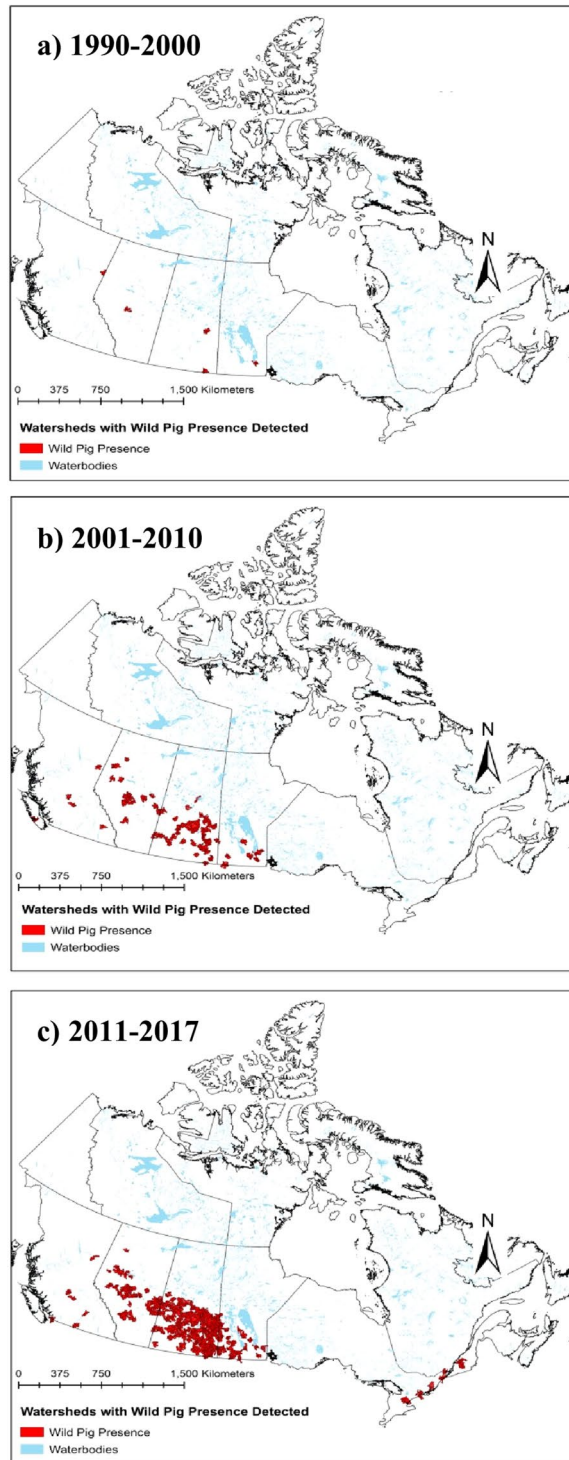 a) 1990-2000
N
0 375 750 1,500 Kilometers
Watersheds with Wild Pig Presence Detected
Wild Pig Presence
Waterbodies
b) 2001-2010
N
0 375 750 1,500 Kilometers
Watersheds with Wild Pig Presence Detected
Wild Pig Presence
Waterbodies
c) 2011-2017
N
0 375 750 1,500 Kilometers
Watersheds with Wild Pig Presence Detected
Wild Pig Presence
Waterbodies